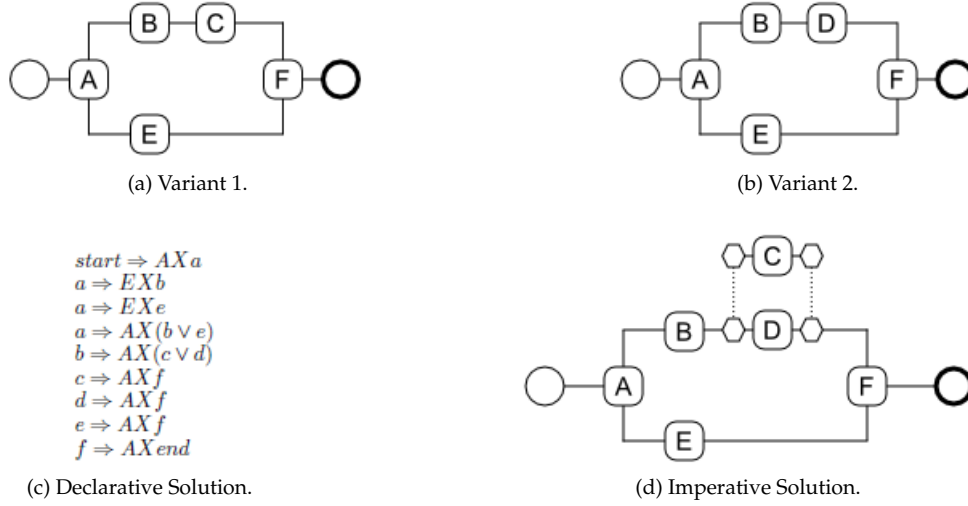 B C
A F
E
(a) Variant 1.
B D
A F
E
(b) Variant 2.
start ⇒ AXa
a ⇒ EXb
a ⇒ EXe
a ⇒ AX(b ∨ e)
b ⇒ AX(c ∨ d)
c ⇒ AXf
d ⇒ AXf
e ⇒ AXf
f ⇒ AXend
(c) Declarative Solution.
C
B D
A F
E
(d) Imperative Solution.